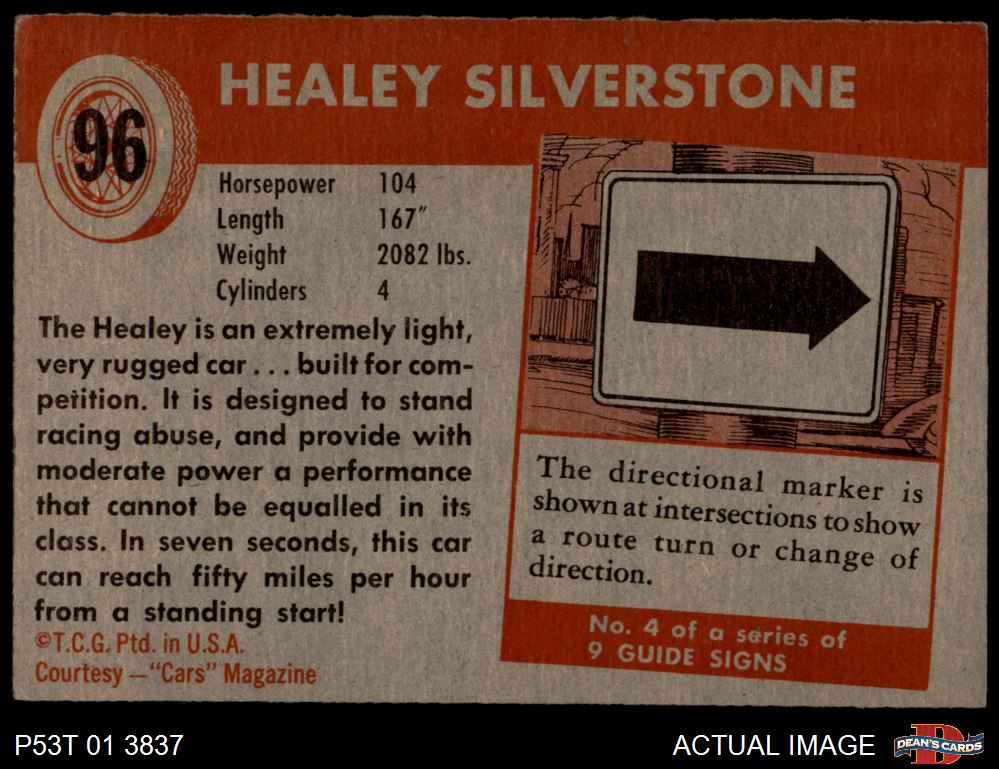 96
HEALEY SILVERSTONE
Horsepower 104
Length 167″
Weight 2082 lbs.
Cylinders 4
The Healey is an extremely light,
very rugged car . . . built for com-
petition. It is designed to stand
racing abuse, and provide with
moderate power a performance
that cannot be equalled in its
class. In seven seconds, this car
can reach fifty miles per hour
from a standing start!
©T.C.G. Ptd. in U.S.A.
Courtesy —"Cars" Magazine
The directional marker is
shown at intersections to show
a route turn or change of
direction.
No. 4 of a series of
9 GUIDE SIGNS
P53T 01 3837
ACTUAL IMAGE
D
DEAN'S CARDS